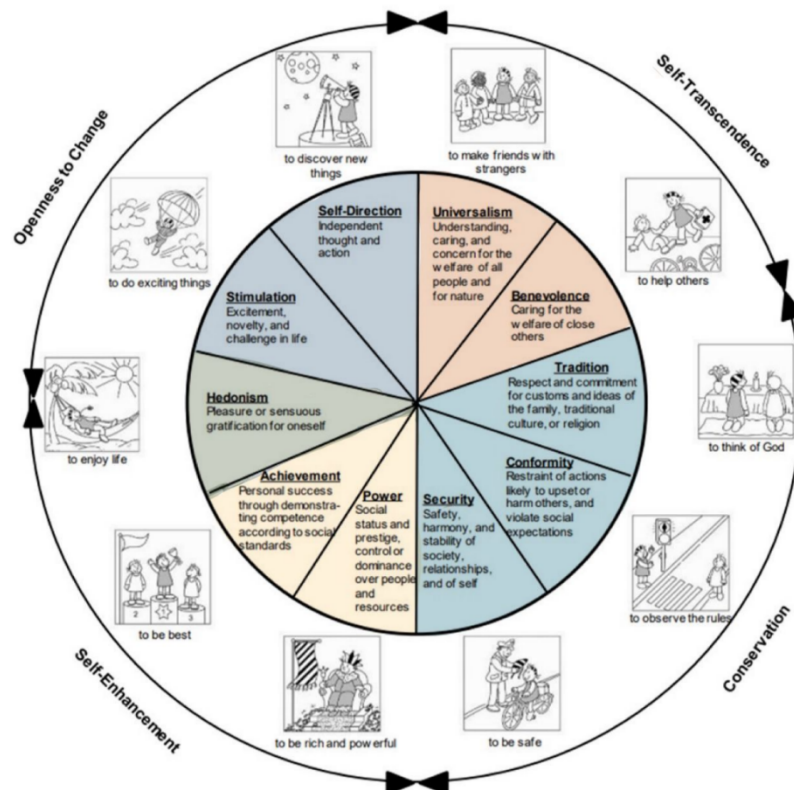 Openness to Change
Self-Transcendence
to discover new
things
to make friends with
strangers
to do exciting things
to help others
Self-Direction
Independent
thought and
action
Universalism
Understanding,
caring, and
concern for the
welfare of all
people and
for nature
Stimulation
Excitement,
novelty, and
challenge in life
Benevolence
Caring for the
welfare of close
others
Hedonism
Pleasure or sensuous
gratification for oneself
Tradition
Respect and commitment
for customs and ideas of
the family, traditional
culture, or religion
to enjoy life
to think of God
Achievement
Personal success
through demonstra-
ting competence
according to social
standards
Power
Social
status and
prestige,
control or
dominance
over people
and
resources
Security
Safety,
harmony, and
stability of
society,
relationships,
and of self
Conformity
Restraint of actions
likely to upset or
harm others, and
violate social
expectations
2 1 3
to be best
to observe the rules
to be rich and powerful
to be safe
Self-Enhancement
Conservation